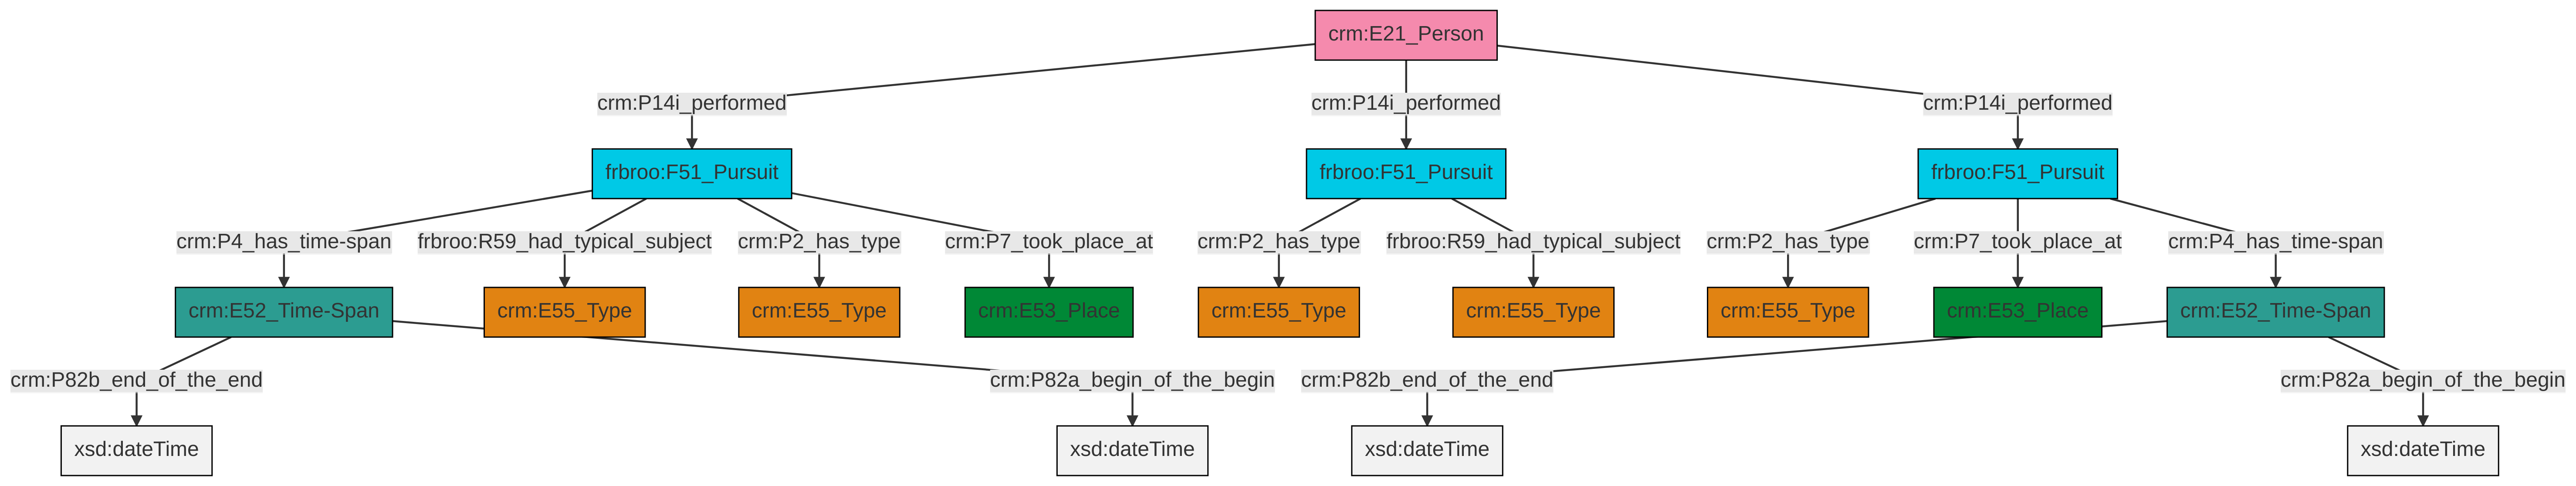 crm:E21_Person
crm:P14i_performed
crm:P14i_performed
crm:P14i_performed
frbroo:F51_Pursuit
frbroo:F51_Pursuit
frbroo:F51_Pursuit
crm:P4_has_time-span
frbroo:R59_had_typical_subject
crm:P2_has_type
crm:P7_took_place_at
crm:P2_has_type
frbroo:R59_had_typical_subject
crm:P2_has_type
crm:P7_took_place_at
crm:P4_has_time-span
crm:E52_Time-Span
crm:E55_Type
crm:E55_Type
crm:E53_Place
crm:E55_Type
crm:E55_Type
crm:E55_Type
crm:E53_Place
crm:E52_Time-Span
crm:P82b_end_of_the_end
crm:P82a_begin_of_the_begin
crm:P82b_end_of_the_end
crm:P82a_begin_of_the_begin
xsd:dateTime
xsd:dateTime
xsd:dateTime
xsd:dateTime